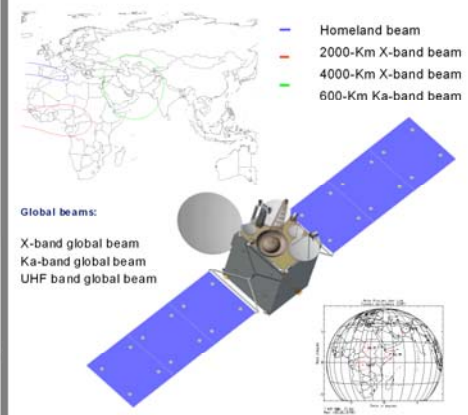 Homeland beam
2000-Km X-band beam
4000-Km X-band beam
600-Km Ka-band beam
Global beams:
X-band global beam
Ka-band global beam
UHF band global beam